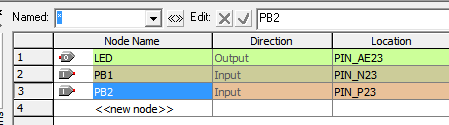 Named: * «» Edit: PB2
Node Name Direction Location
1 LED Output PIN_AE23
2 PB1 Input PIN_N23
3 PB2 Input PIN_P23
4 <<new node>>